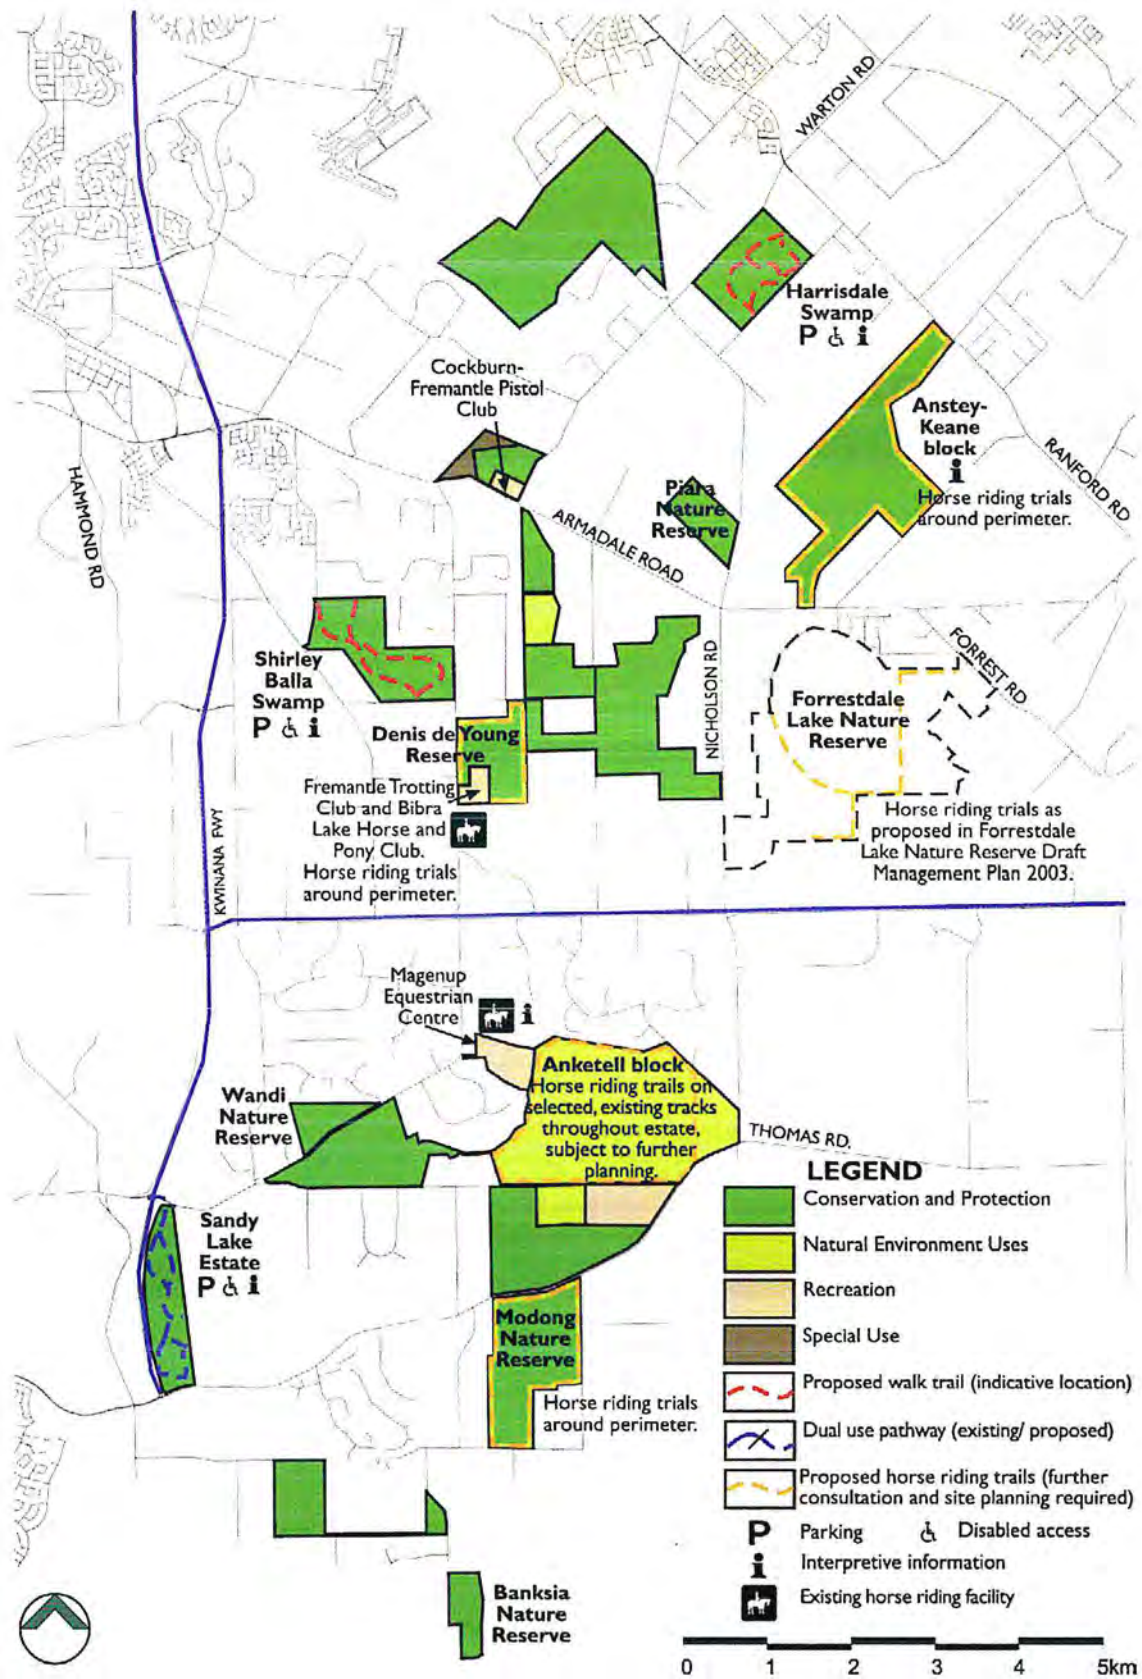 WARTON RD
Harrisdale
Swamp
P i
Cockburn-
Fremantle Pistol
Club
Anstey-
Keane
block
i
Horse riding trials
around perimeter.
RANFORD RD
HAMMOND RD
Piara
Nature
Reserve
ARMADALE ROAD
Shirley
Balla
Swamp
P i
NICHOLSON RD
FORREST RD
Forrestdale
Lake Nature
Reserve
Denis de Young
Reserve
Fremantle Trotting
Club and Bibra
Lake Horse and
Pony Club.
Horse riding trials
around perimeter.
Horse riding trials as
proposed in Forrestdale
Lake Nature Reserve Draft
Management Plan 2003.
KWINANA FWY
Magenup
Equestrian
Centre
i
Anketell block
Horse riding trails on
selected, existing tracks
throughout estate,
subject to further
planning.
Wandi
Nature
Reserve
THOMAS RD.
Sandy
Lake
Estate
P i
Modong
Nature
Reserve
Horse riding trials
around perimeter.
Banksia
Nature
Reserve
LEGEND
Conservation and Protection
Natural Environment Uses
Recreation
Special Use
Proposed walk trail (indicative location)
Dual use pathway (existing/ proposed)
Proposed horse riding trails (further
consultation and site planning required)
P Parking Disabled access
i Interpretive information
Existing horse riding facility
0 1 2 3 4 5km